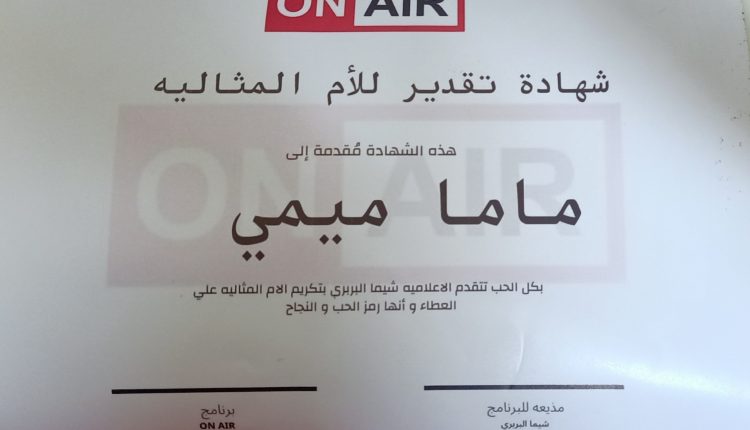 ON AIR
شهادة تقدير للأم المثاليه
هذه الشهادة مُقدمة إلى
ماما ميمي
بكل الحب تتقدم الاعلاميه شيما البربري بتكريم الام المثاليه علي
العطاء و أنها رمز الحب و النجاح
مذيعه للبرنامج
شيما البربري
برنامج
ON AIR